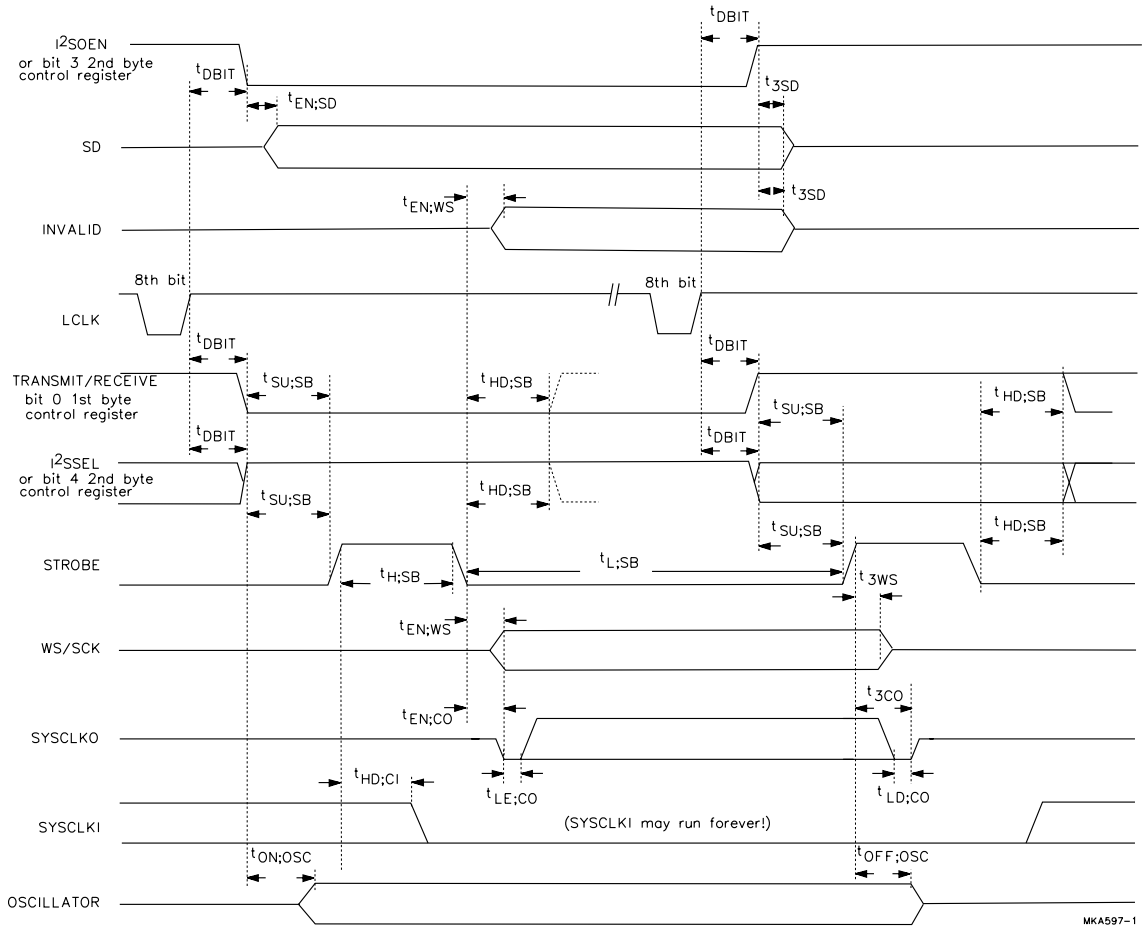 tDBIT
I2SOEN
or bit 3 2nd byte
control register
tDBIT
tEN;SD
t3SD
SD
t3SD
tEN;WS
INVALID
8th bit
8th bit
LCLK
tDBIT
tDBIT
TRANSMIT/RECEIVE
bit 0 1st byte
control register
tSU;SB
tHD;SB
tSU;SB
tHD;SB
tDBIT
tDBIT
I2SSEL
or bit 4 2nd byte
control register
tSU;SB
tHD;SB
tSU;SB
tHD;SB
STROBE
tH;SB
tL;SB
t3WS
tEN;WS
WS/SCK
tEN;CO
t3CO
SYSCLKO
tHD;CI
tLE;CO
tLD;CO
SYSCLKI
(SYSCLKI may run forever!)
tON;OSC
tOFF;OSC
OSCILLATOR
MKA597-1